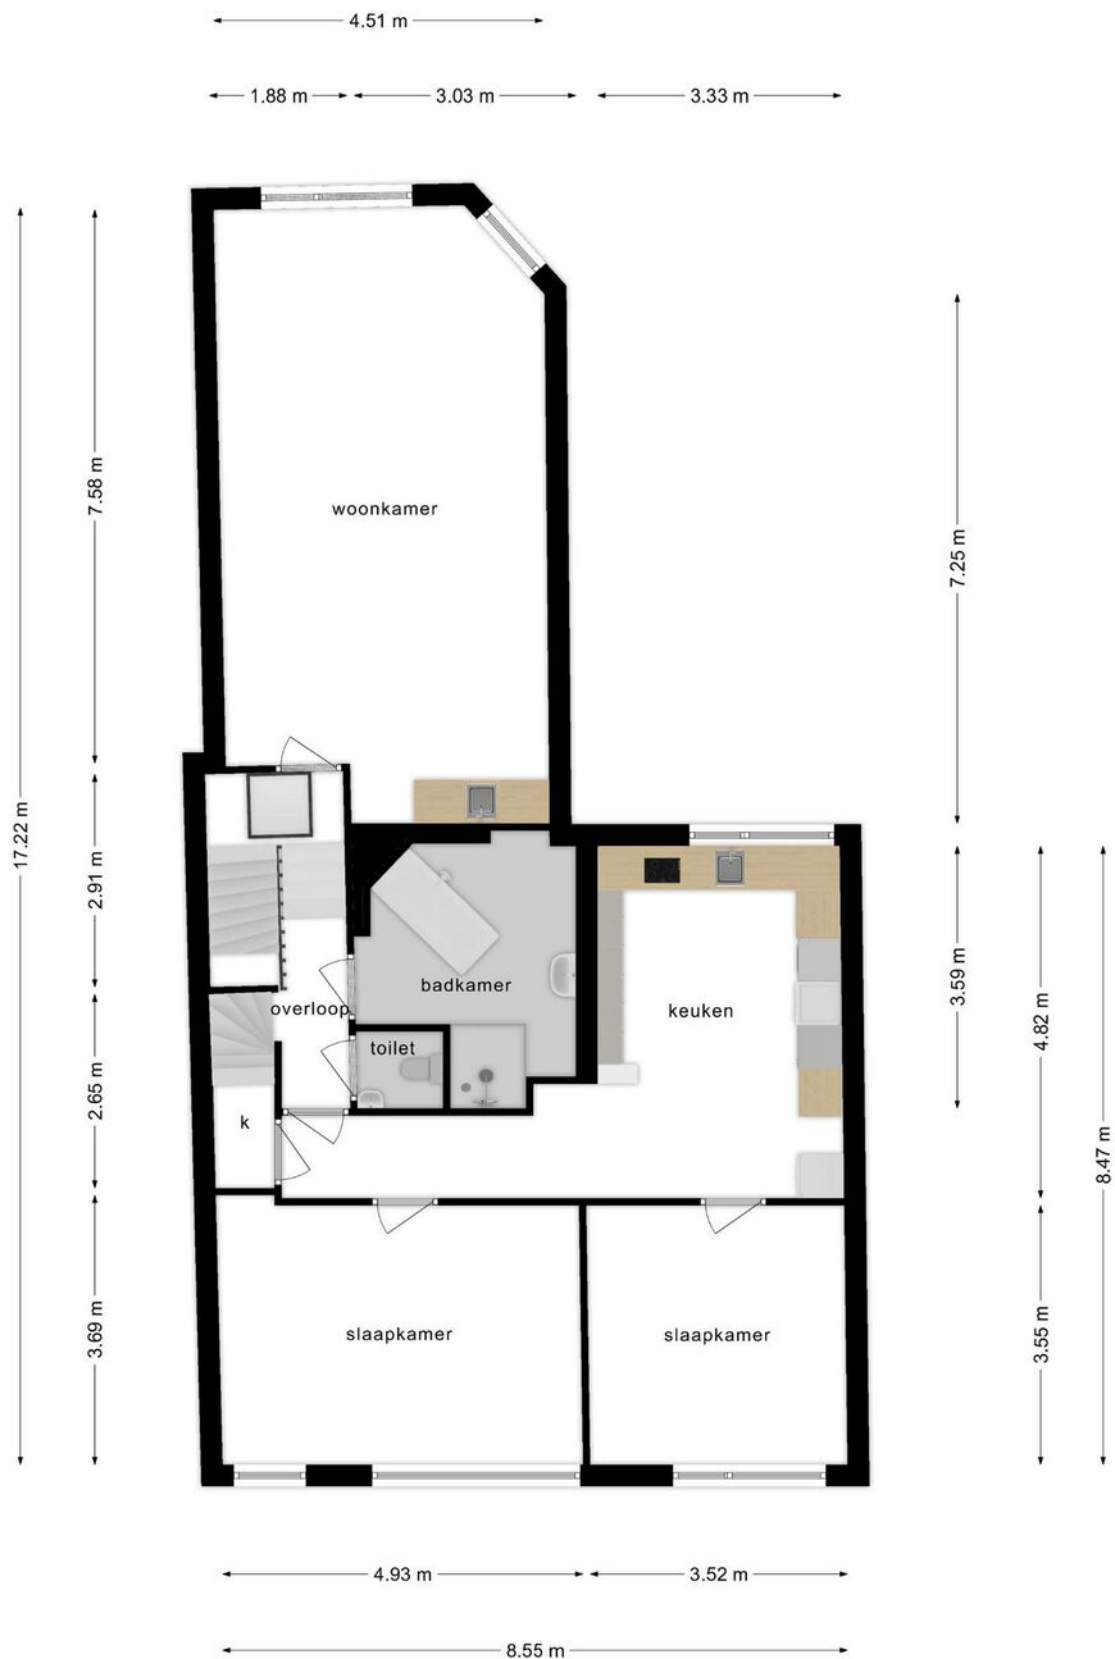 4.51 m
1.88 m
3.03 m
3.33 m
7.58 m
woonkamer
7.25 m
17.22 m
2.91 m
3.59 m
badkamer
overloop
keuken
4.82 m
toilet
2.65 m
k
8.47 m
3.69 m
slaapkamer
slaapkamer
3.55 m
4.93 m
3.52 m
8.55 m